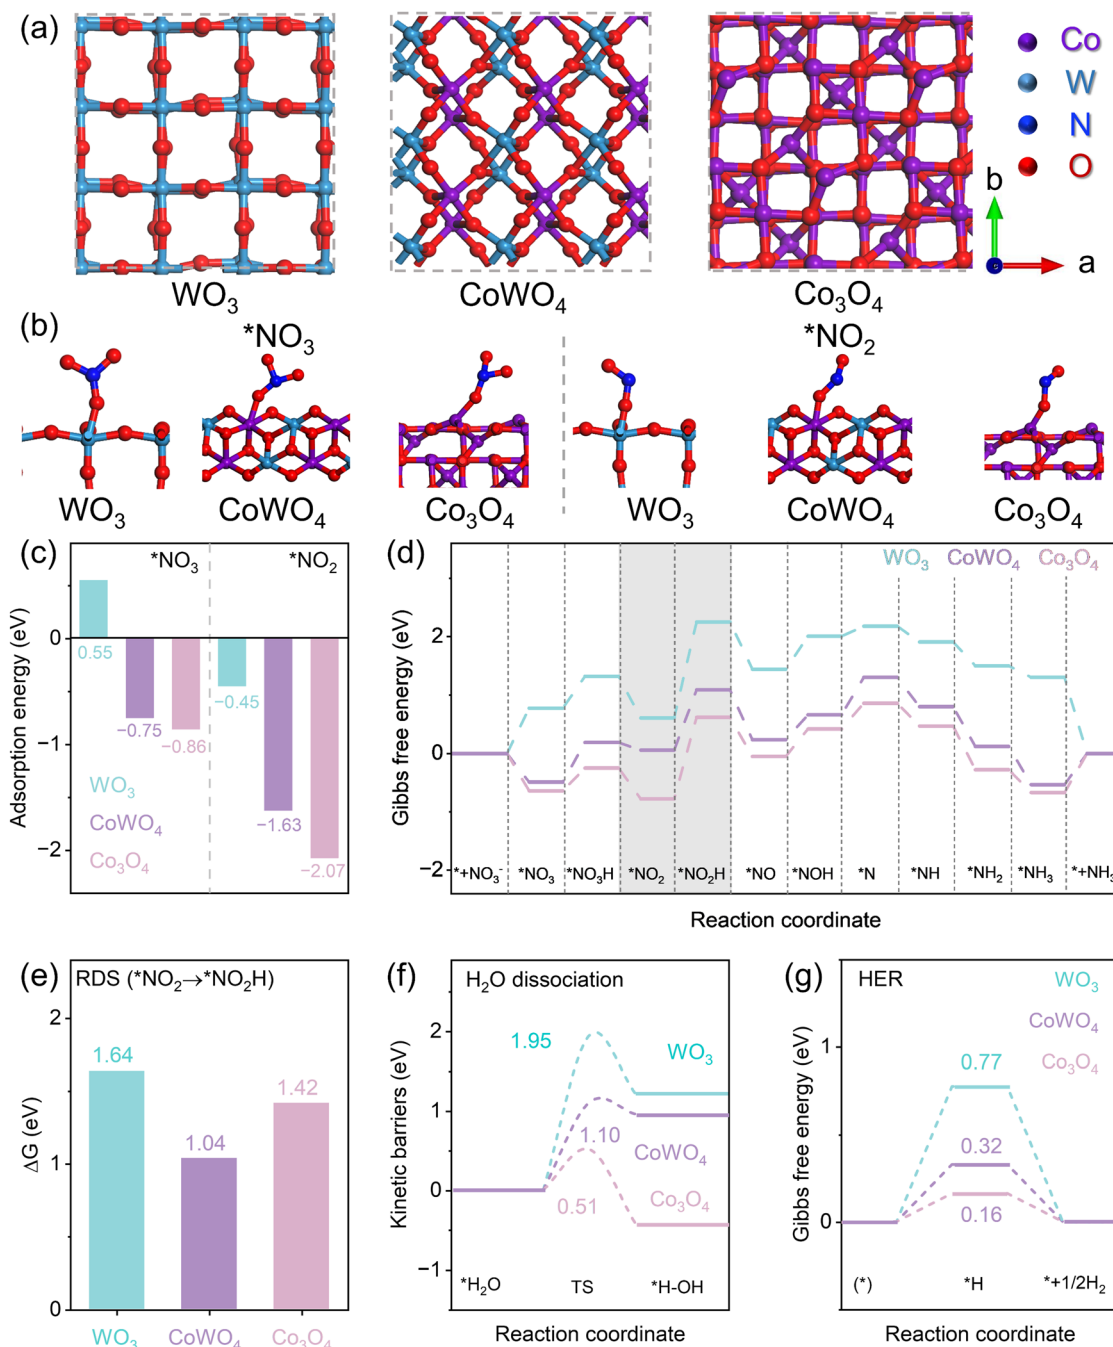 (a)
Co
W
N
O
b
a
WO₃
CoWO₄
Co₃O₄
(b)
*NO₃
*NO₂
WO₃
CoWO₄
Co₃O₄
WO₃
CoWO₄
Co₃O₄
(c)
*NO₃
*NO₂
Adsorption energy (eV)
0
−1
−2
0.55
−0.75
−0.86
−0.45
−1.63
−2.07
WO₃
CoWO₄
Co₃O₄
(d)
WO₃
CoWO₄
Co₃O₄
Gibbs free energy (eV)
2
0
−2
*+NO₃⁻
*NO₃
*NO₃H
*NO₂
*NO₂H
*NO
*NOH
*N
*NH
*NH₂
*NH₃
*+NH₃
Reaction coordinate
(e)
RDS (*NO₂→*NO₂H)
ΔG (eV)
2
1
0
1.64
1.04
1.42
WO₃
CoWO₄
Co₃O₄
(f)
H₂O dissociation
Kinetic barriers (eV)
2
1
0
−1
1.95
WO₃
1.10
CoWO₄
0.51
Co₃O₄
*H₂O
TS
*H-OH
Reaction coordinate
(g)
HER
WO₃
CoWO₄
Co₃O₄
Gibbs free energy (eV)
1
0
0.77
0.32
0.16
(*)
*H
*+1/2H₂
Reaction coordinate